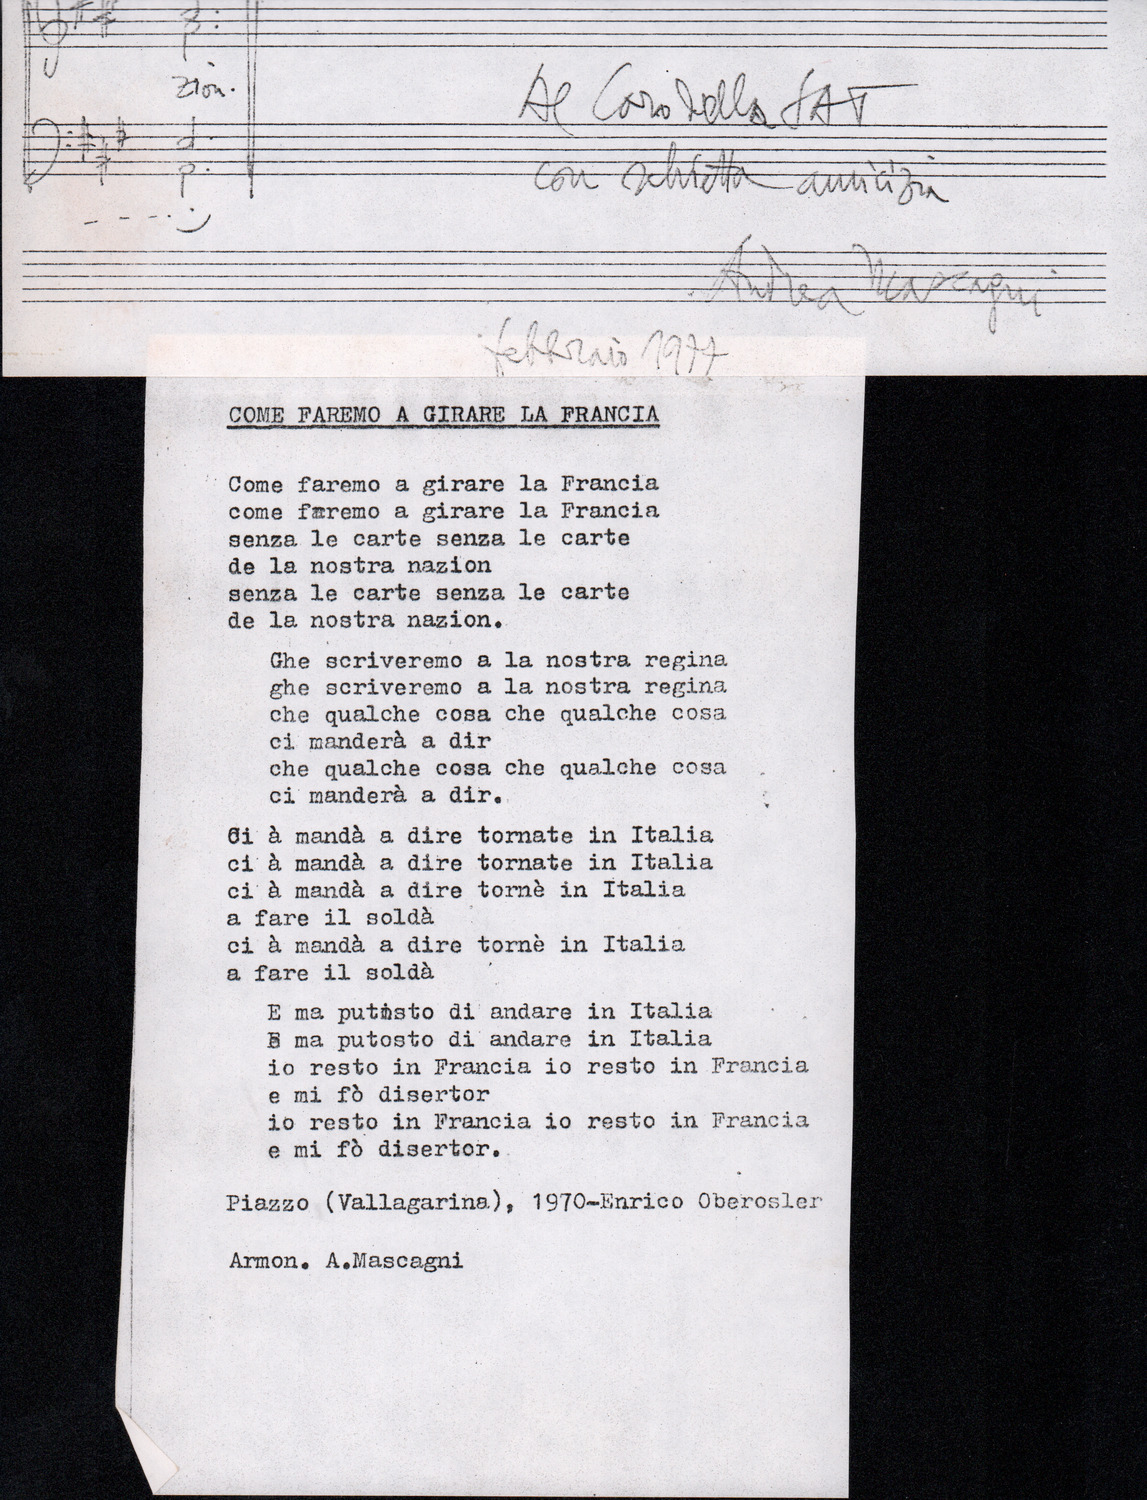 zion.
Al Coro della SAT
con schietta amicizia
Andrea Mascagni
febbraio 1977
COME FAREMO A GIRARE LA FRANCIA
Come faremo a girare la Francia
come faremo a girare la Francia
senza le carte senza le carte
de la nostra nazion
senza le carte senza le carte
de la nostra nazion.
Ghe scriveremo a la nostra regina
ghe scriveremo a la nostra regina
che qualche cosa che qualche cosa
ci manderà a dir
che qualche cosa che qualche cosa
ci manderà a dir.
Ci à mandà a dire tornate in Italia
ci à mandà a dire tornate in Italia
ci à mandà a dire tornè in Italia
a fare il soldà
ci à mandà a dire tornè in Italia
a fare il soldà
E ma putosto di andare in Italia
E ma putosto di andare in Italia
io resto in Francia io resto in Francia
e mi fò disertor
io resto in Francia io resto in Francia
e mi fò disertor.
Piazzo (Vallagarina), 1970-Enrico Oberosler
Armon. A.Mascagni